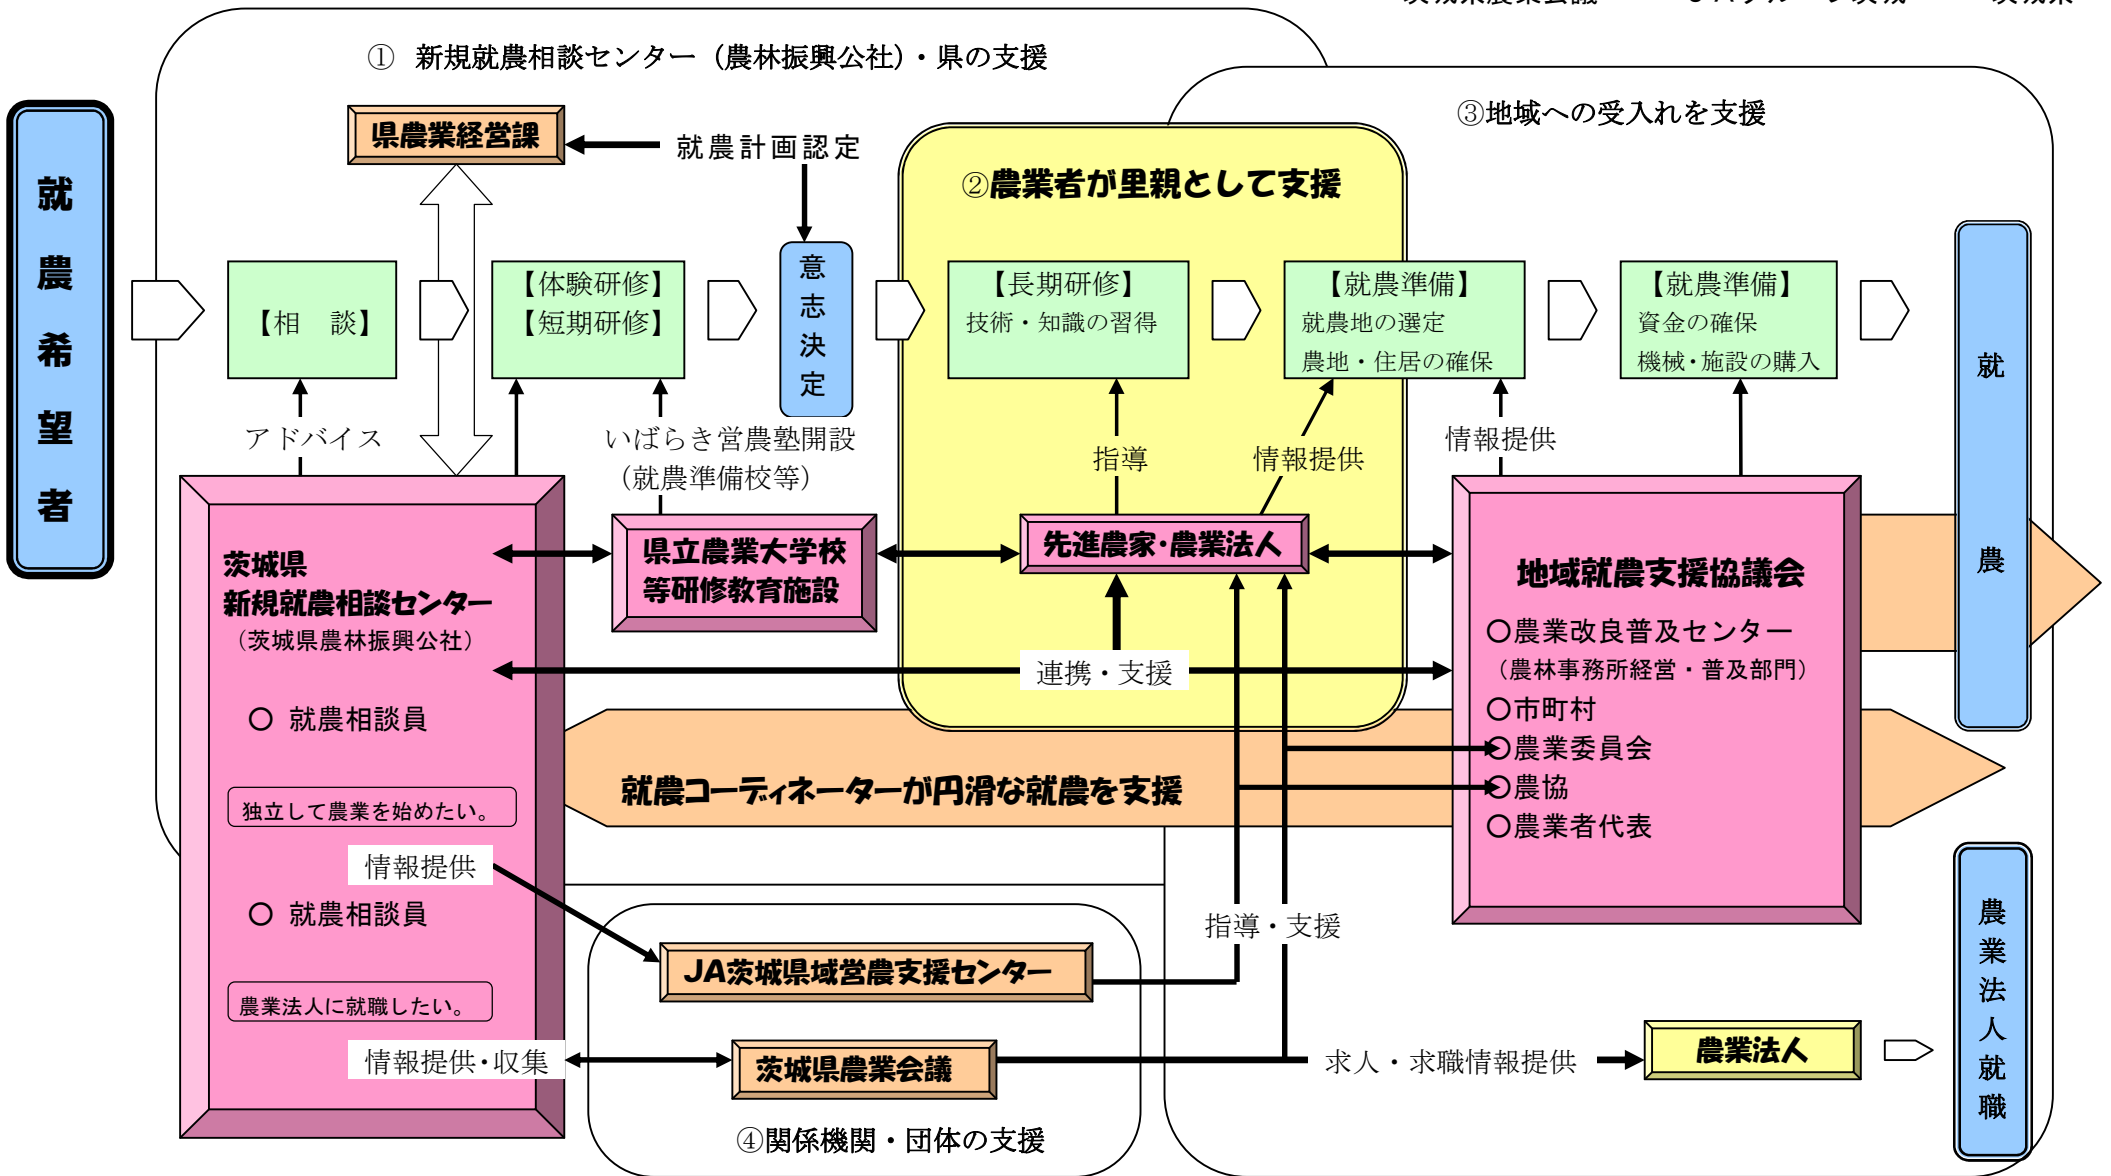 ① 新規就農相談センター（農林振興公社）・県の支援
③地域への受入れを支援
県農業経営課
就農計画認定
②農業者が里親として支援
就農希望者
【相　談】
【体験研修】
【短期研修】
意志決定
【長期研修】
技術・知識の習得
【就農準備】
就農地の選定
農地・住居の確保
【就農準備】
資金の確保
機械・施設の購入
就農
アドバイス
いばらき営農塾開設
（就農準備校等）
指導
情報提供
情報提供
茨城県
新規就農相談センター
（茨城県農林振興公社）
○ 就農相談員
独立して農業を始めたい。
情報提供
○ 就農相談員
農業法人に就職したい。
情報提供・収集
県立農業大学校
等研修教育施設
先進農家・農業法人
連携・支援
地域就農支援協議会
○農業改良普及センター
（農林事務所経営・普及部門）
○市町村
○農業委員会
○農協
○農業者代表
就農コーディネーターが円滑な就農を支援
指導・支援
JA茨城県域営農支援センター
茨城県農業会議
求人・求職情報提供
農業法人
農業法人就職
④関係機関・団体の支援